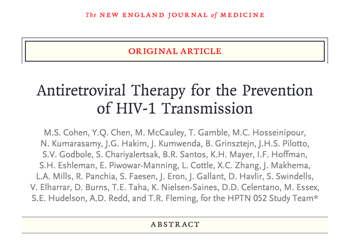 The NEW ENGLAND JOURNAL of MEDICINE
ORIGINAL ARTICLE
Antiretroviral Therapy for the Prevention
of HIV-1 Transmission
M.S. Cohen, Y.Q. Chen, M. McCauley, T. Gamble, M.C. Hosseinipour,
N. Kumarasamy, J.G. Hakim, J. Kumwenda, B. Grinsztejn, J.H.S. Pilotto,
S.V. Godbole, S. Chariyalertsak, B.R. Santos, K.H. Mayer, I.F. Hoffman,
S.H. Eshleman, E. Piwowar-Manning, L. Cottle, X.C. Zhang, J. Makhema,
L.A. Mills, R. Panchia, S. Faesen, J. Eron, J. Gallant, D. Havlir, S. Swindells,
V. Elharrar, D. Burns, T.E. Taha, K. Nielsen-Saines, D.D. Celentano, M. Essex,
S.E. Hudelson, A.D. Redd, and T.R. Fleming, for the HPTN 052 Study Team*
ABSTRACT